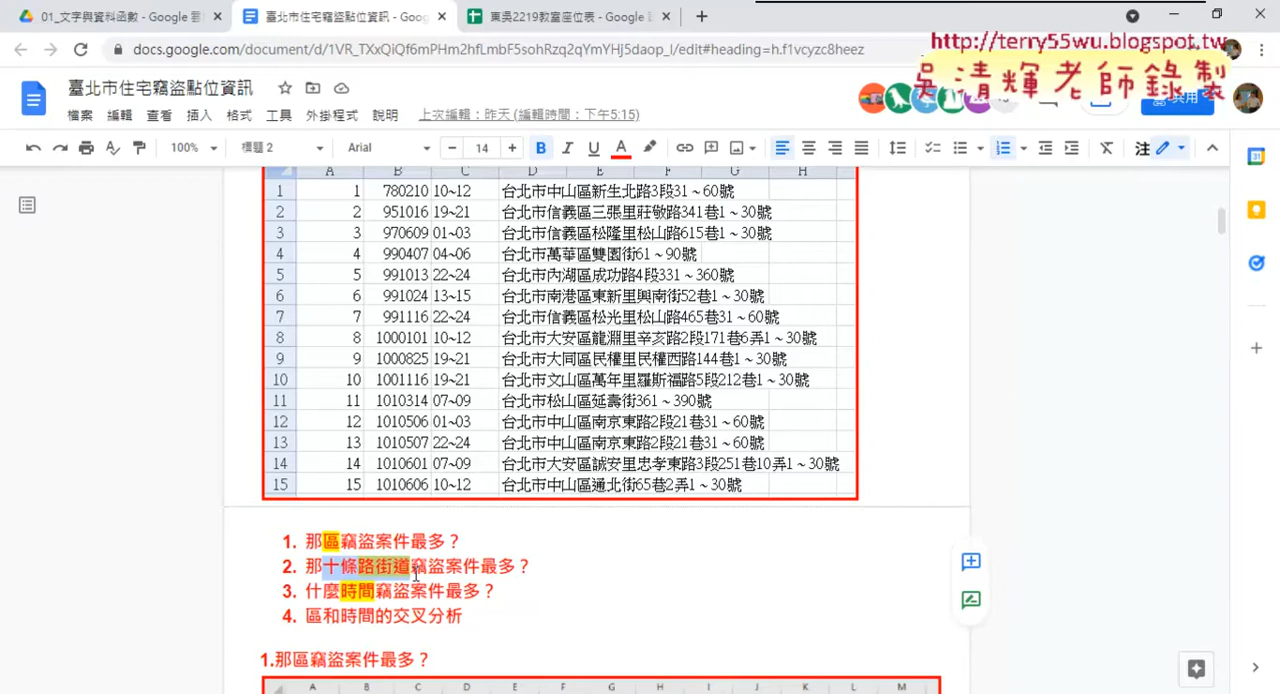 01_文字與資料函數 - Google 雲
臺北市住宅竊盜點位資訊 - Goog
東吳2219教室座位表 - Google
docs.google.com/document/d/1VR_TXxQiQf6mPHm2hfLmbF5sohRzq2qYmYHj5daop_I/edit#heading=h.f1vcyzc8heez
http://terry55wu.blogspot.tw
吳清輝老師錄製
臺北市住宅竊盜點位資訊
檔案 編輯 查看 插入 格式 工具 外掛程式 說明 上次編輯：昨天 (編輯時間：下午5:15)
共用
100% 標題 2 Arial 14 B I U A 注
A B C D E F G H
1 1 780210 10~12 台北市中山區新生北路3段31～60號
2 2 951016 19~21 台北市信義區三張里莊敬路341巷1～30號
3 3 970609 01~03 台北市信義區松隆里松山路615巷1～30號
4 4 990407 04~06 台北市萬華區雙園街61～90號
5 5 991013 22~24 台北市內湖區成功路4段331～360號
6 6 991024 13~15 台北市南港區東新里興南街52巷1～30號
7 7 991116 22~24 台北市信義區松光里松山路465巷31～60號
8 8 1000101 10~12 台北市大安區龍淵里辛亥路2段171巷6弄1～30號
9 9 1000825 19~21 台北市大同區民權里民權西路144巷1～30號
10 10 1001116 19~21 台北市文山區萬年里羅斯福路5段212巷1～30號
11 11 1010314 07~09 台北市松山區延壽街361～390號
12 12 1010506 01~03 台北市中山區南京東路2段21巷31～60號
13 13 1010507 22~24 台北市中山區南京東路2段21巷31～60號
14 14 1010601 07~09 台北市大安區誠安里忠孝東路3段251巷10弄1～30號
15 15 1010606 10~12 台北市中山區通北街65巷2弄1～30號
1. 那區竊盜案件最多？
2. 那十條路街道竊盜案件最多？
3. 什麼時間竊盜案件最多？
4. 區和時間的交叉分析
1.那區竊盜案件最多？
A B C D E F G H I J K L M